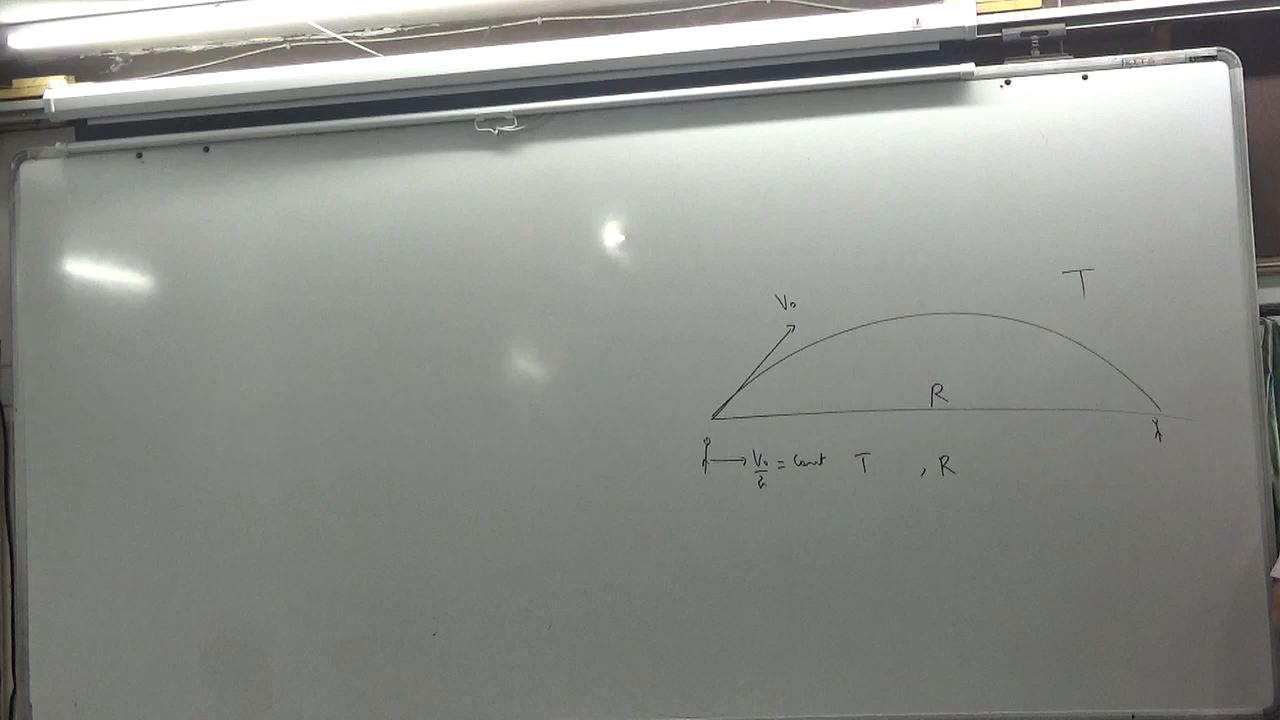 T
V₀
R
V₀/2 = Const T , R